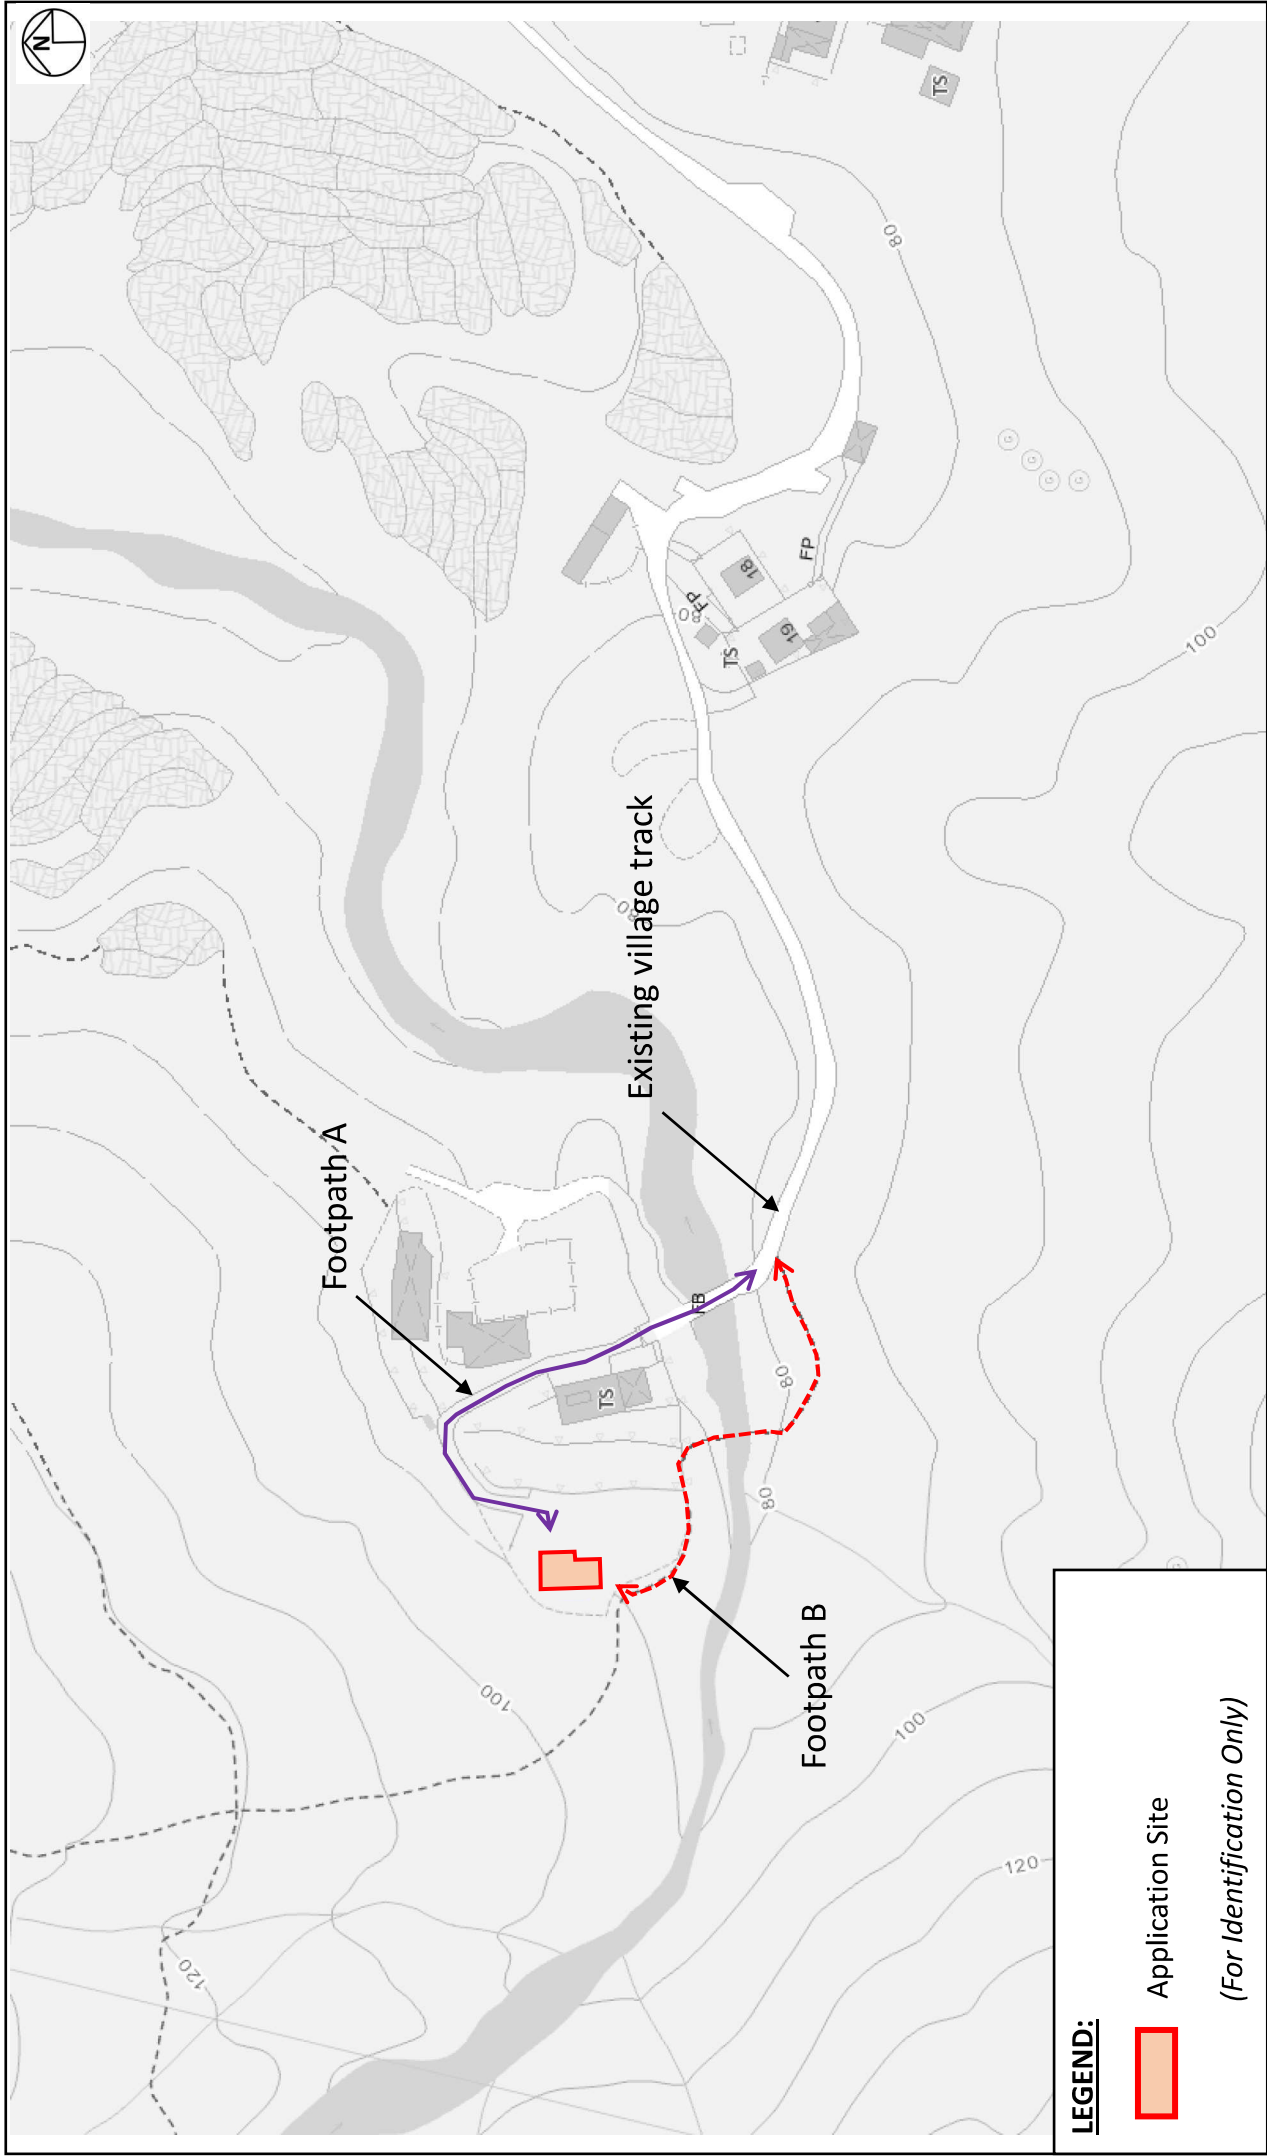 N
TS
80
FP
18
FP
80
19
TS
100
80
Existing village track
Footpath A
FB
80
TS
80
Footpath B
100
100
120
120
G
G
G
G
G
LEGEND:
Application Site
(For Identification Only)